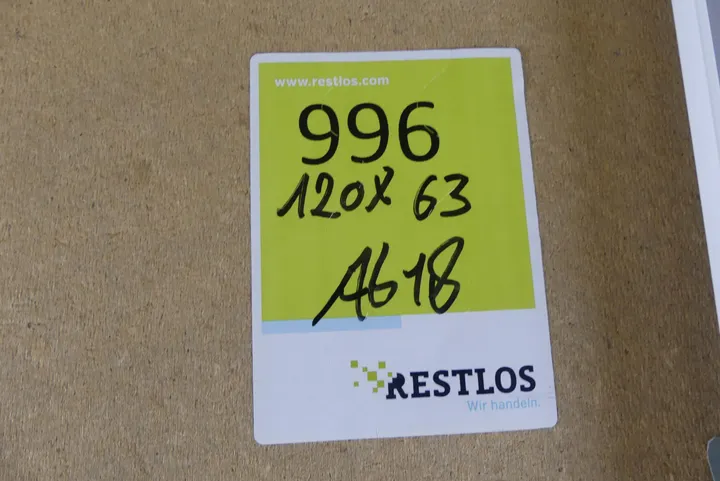 www.restlos.com
996
120x 63
A618
RESTLOS
Wir handeln.